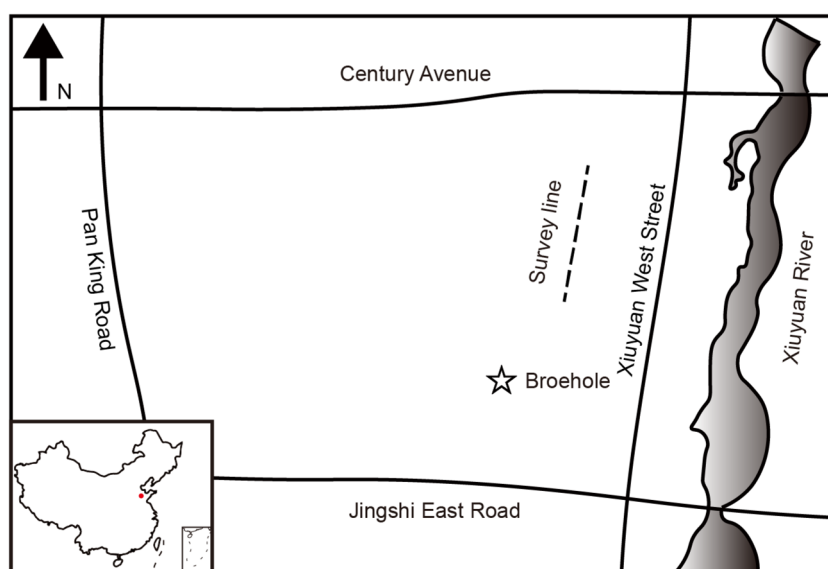 N
Century Avenue
Pan King Road
Survey line
Xiuyuan West Street
Xiuyuan River
Broehole
Jingshi East Road